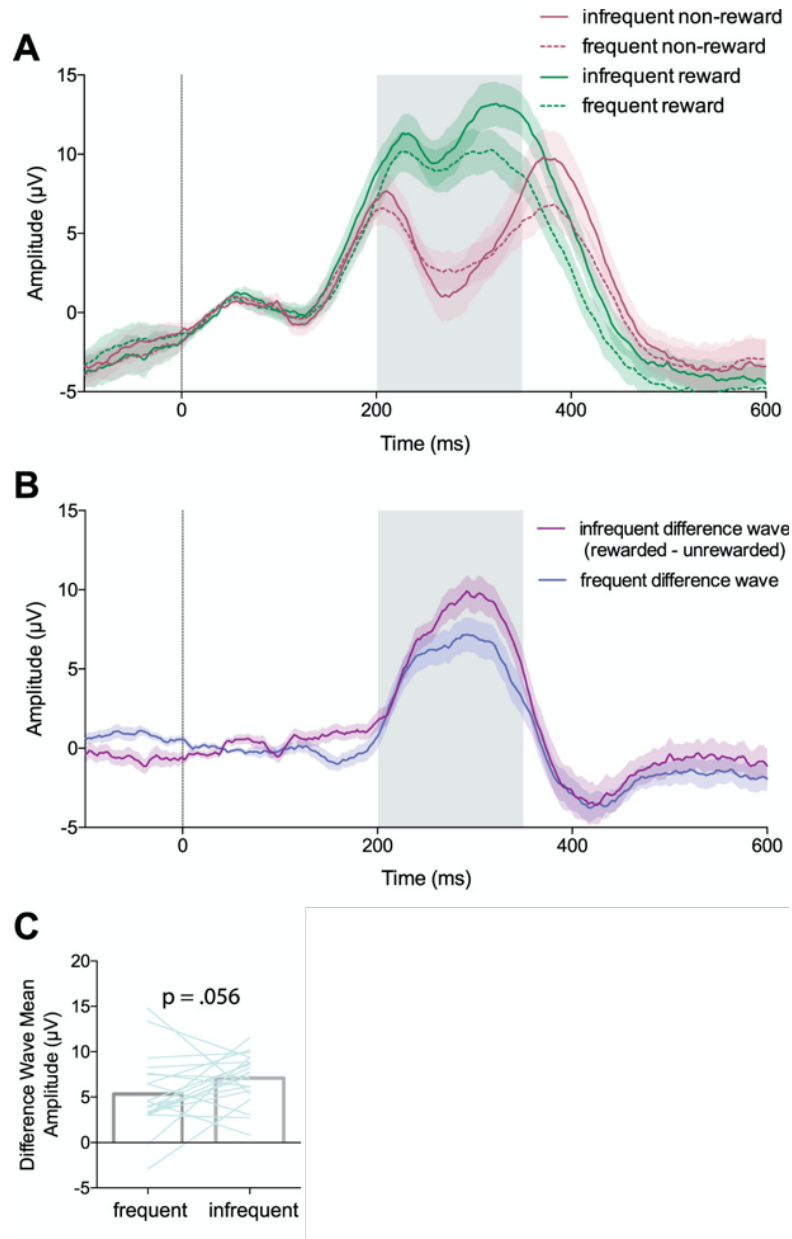 infrequent non-reward
frequent non-reward
infrequent reward
frequent reward
A
15
10
5
0
-5
Amplitude (µV)
0
200
400
600
Time (ms)
B
15
10
5
0
-5
Amplitude (µV)
infrequent difference wave
(rewarded - unrewarded)
frequent difference wave
0
200
400
600
Time (ms)
C
20
15
10
5
0
-5
Difference Wave Mean
Amplitude (µV)
p = .056
frequent
infrequent